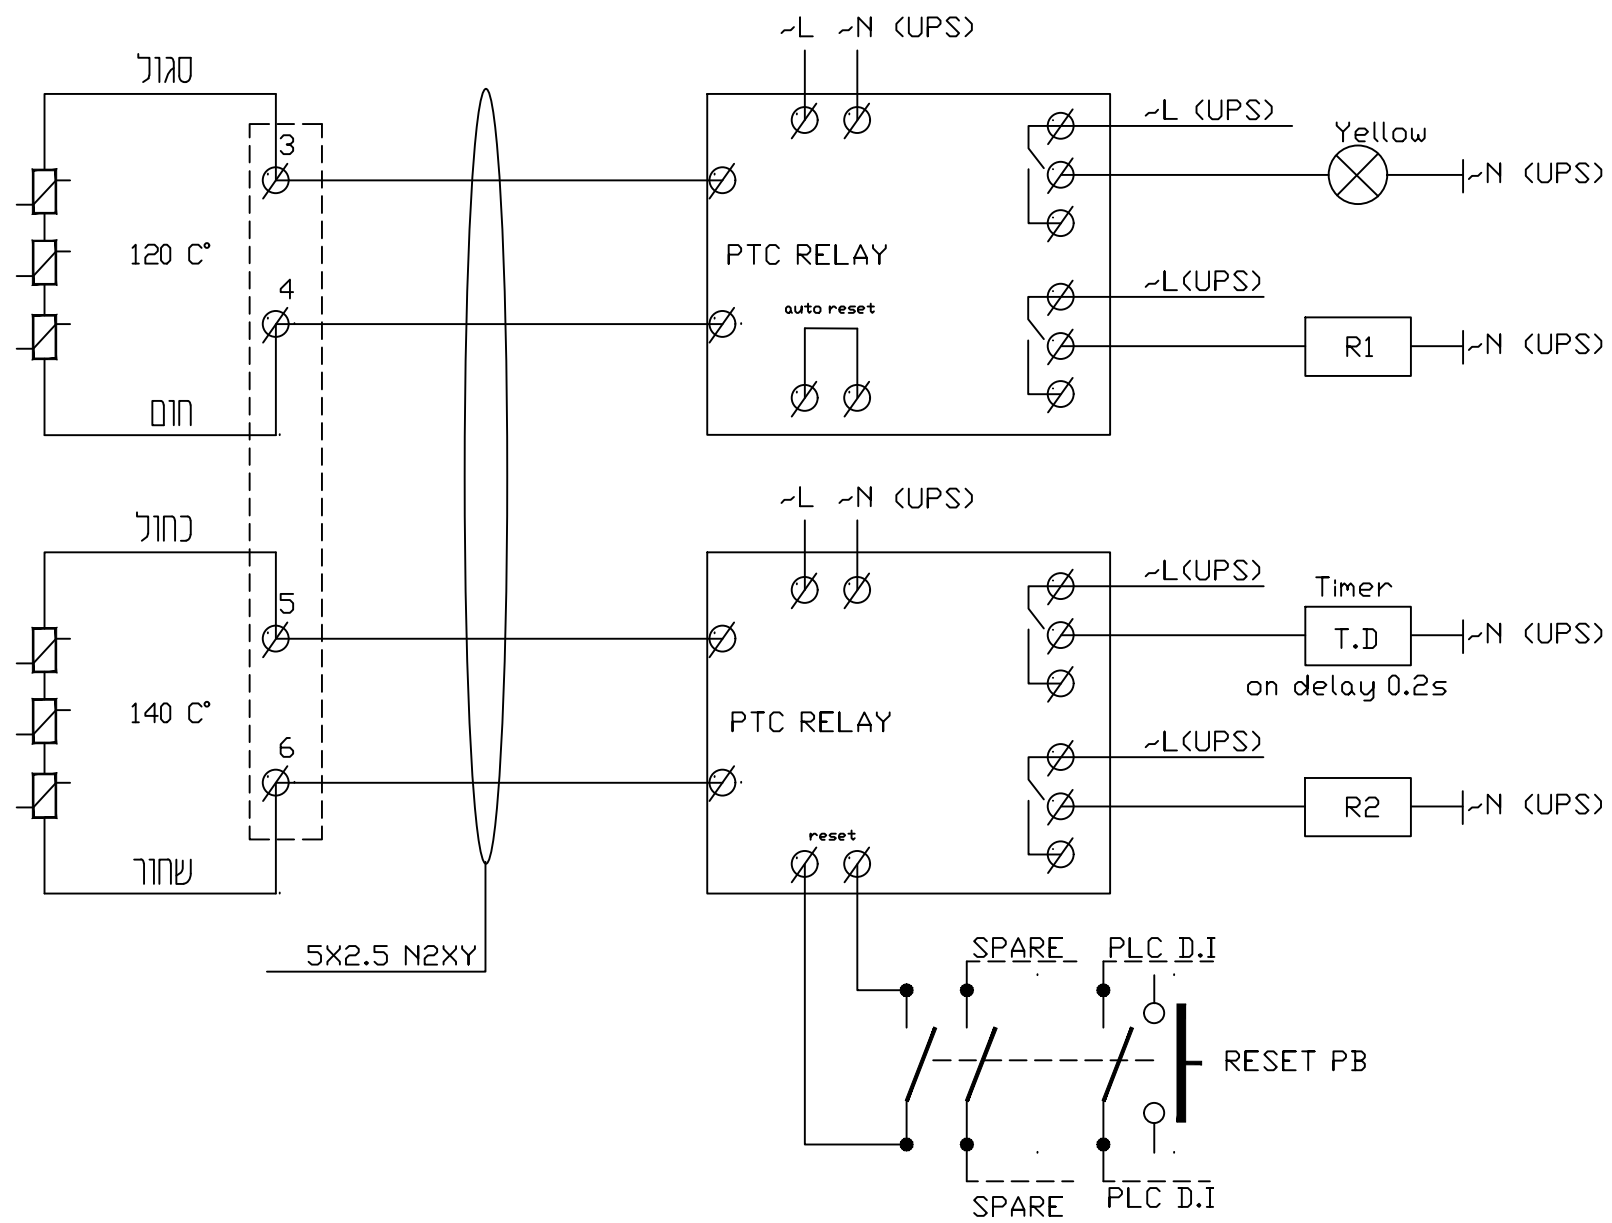 ~L ~N (UPS)
סגול
3
120 C°
4
חום
PTC RELAY
auto reset
~L (UPS)
Yellow
~N (UPS)
~L(UPS)
R1
~N (UPS)
~L ~N (UPS)
כחול
5
140 C°
6
שחור
5X2.5 N2XY
PTC RELAY
reset
~L(UPS)
Timer
T.D
~N (UPS)
on delay 0.2s
~L(UPS)
R2
~N (UPS)
SPARE
PLC D.I
RESET PB
SPARE
PLC D.I